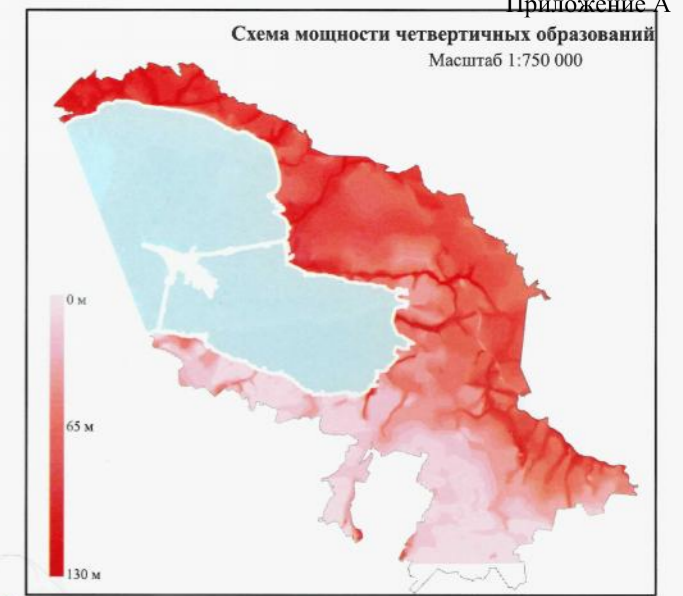 Приложение А
Схема мощности четвертичных образований
Масштаб 1:750 000
0 м
65 м
130 м